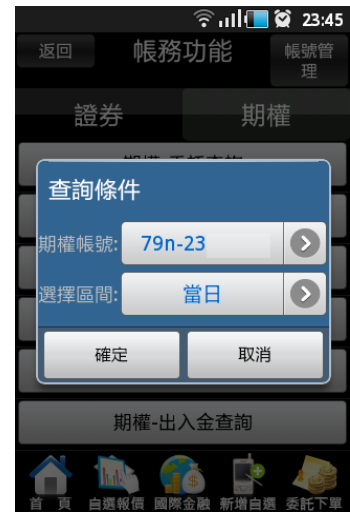 23:45
返回
帳務功能
帳號管
理
證券
期權
查詢條件
期權帳號: 79n-23
選擇區間: 當日
確定
取消
期權-出入金查詢
首 頁 自選報價 國際金融 新增自選 委託下單